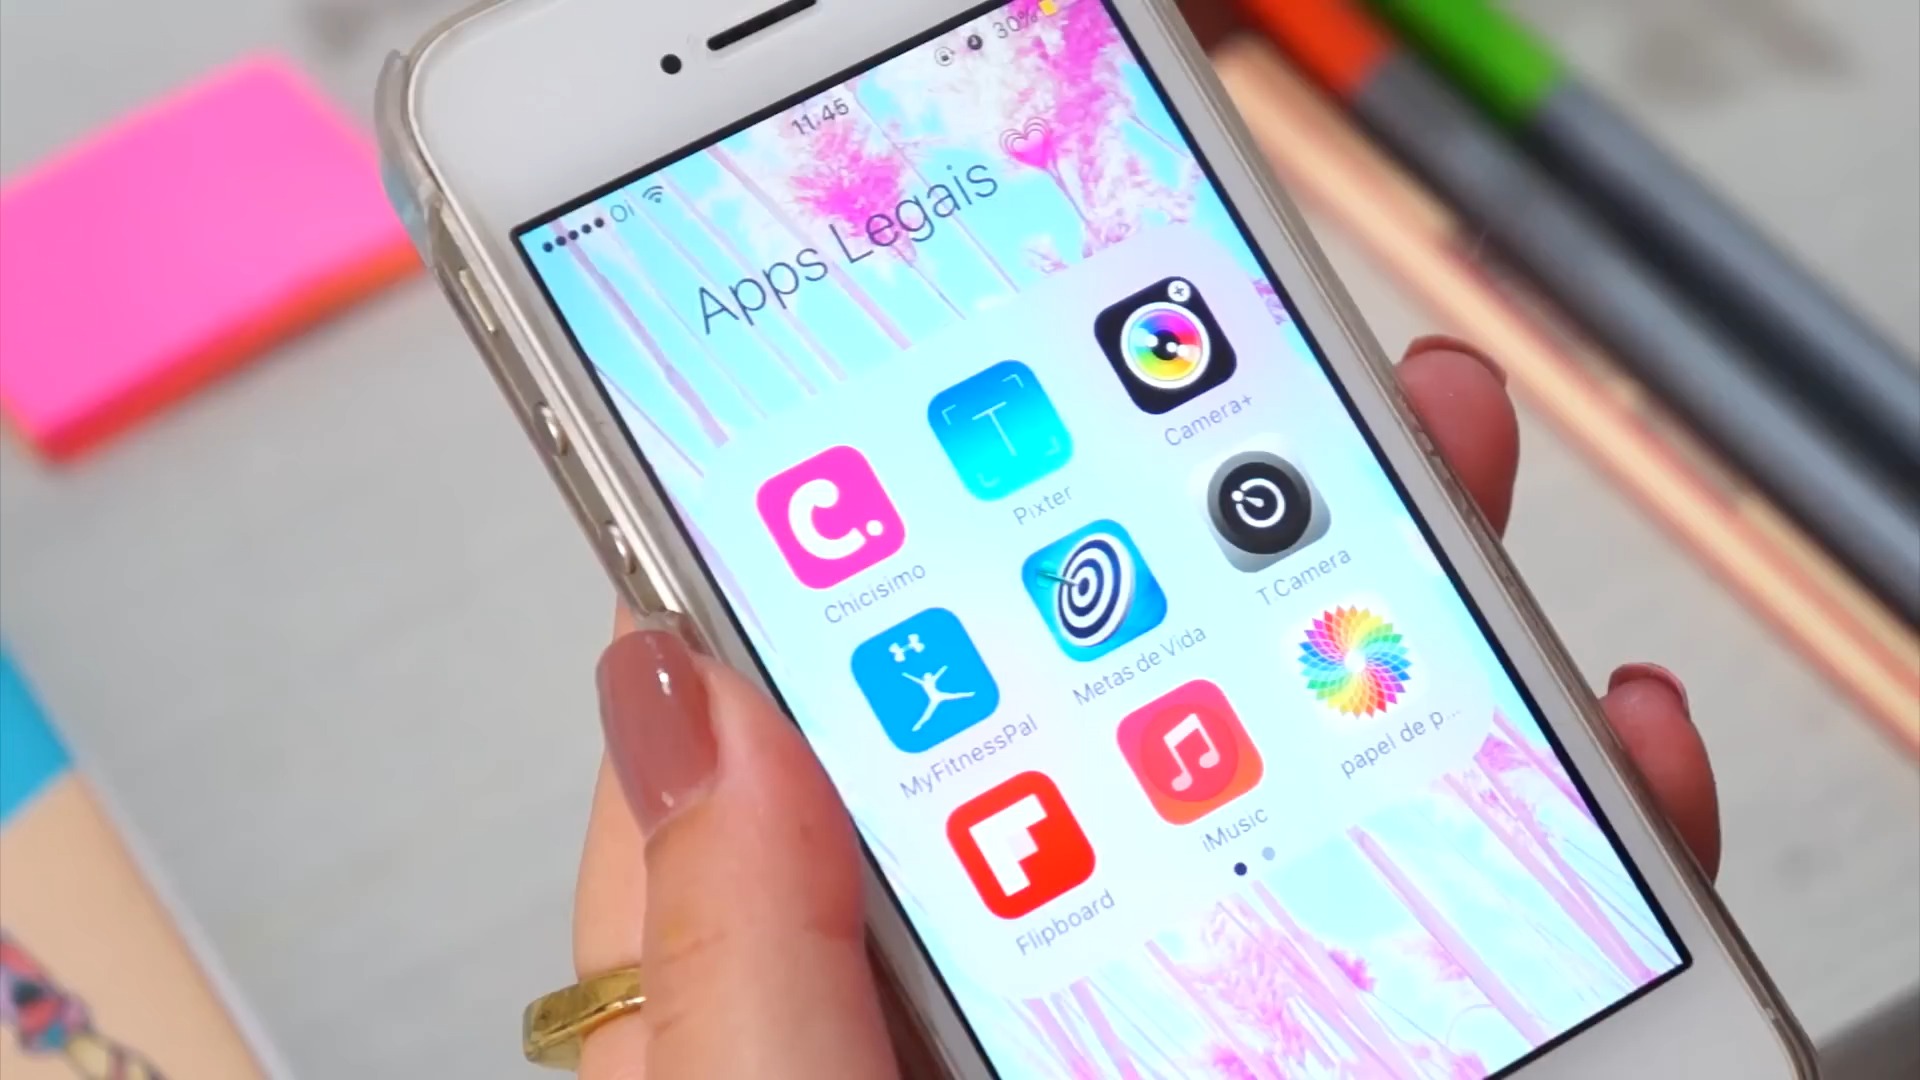 Oi
11:45
30%
Apps Legais
C.
T
Chicisimo
Pixter
Camera+
MyFitnessPal
Metas de Vida
T Camera
Flipboard
iMusic
papel de p...